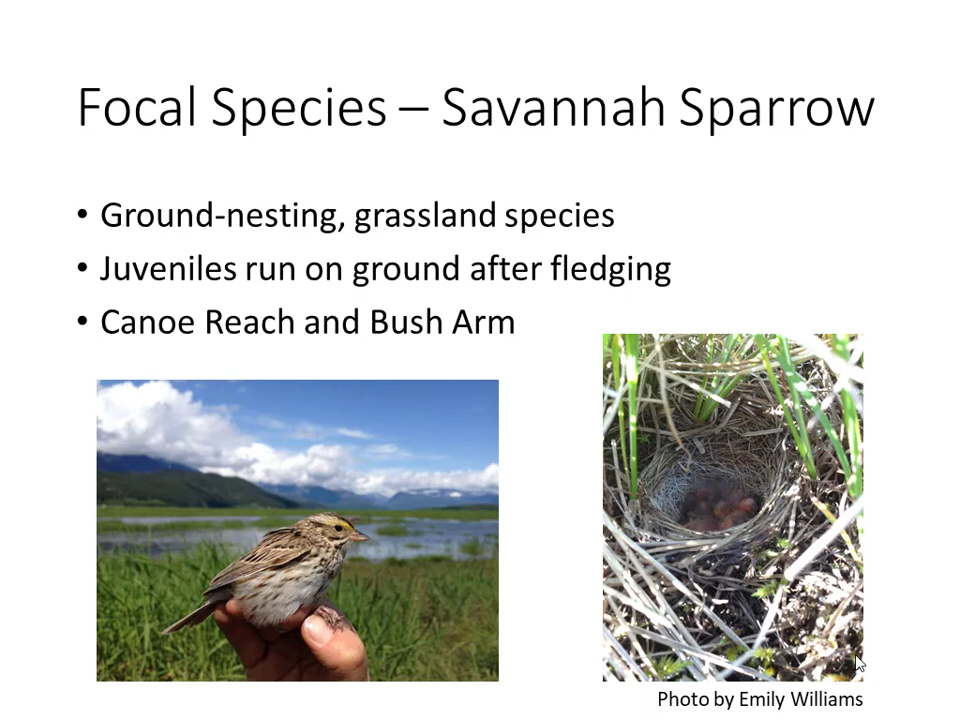 Focal Species – Savannah Sparrow
• Ground-nesting, grassland species
• Juveniles run on ground after fledging
• Canoe Reach and Bush Arm
Photo by Emily Williams